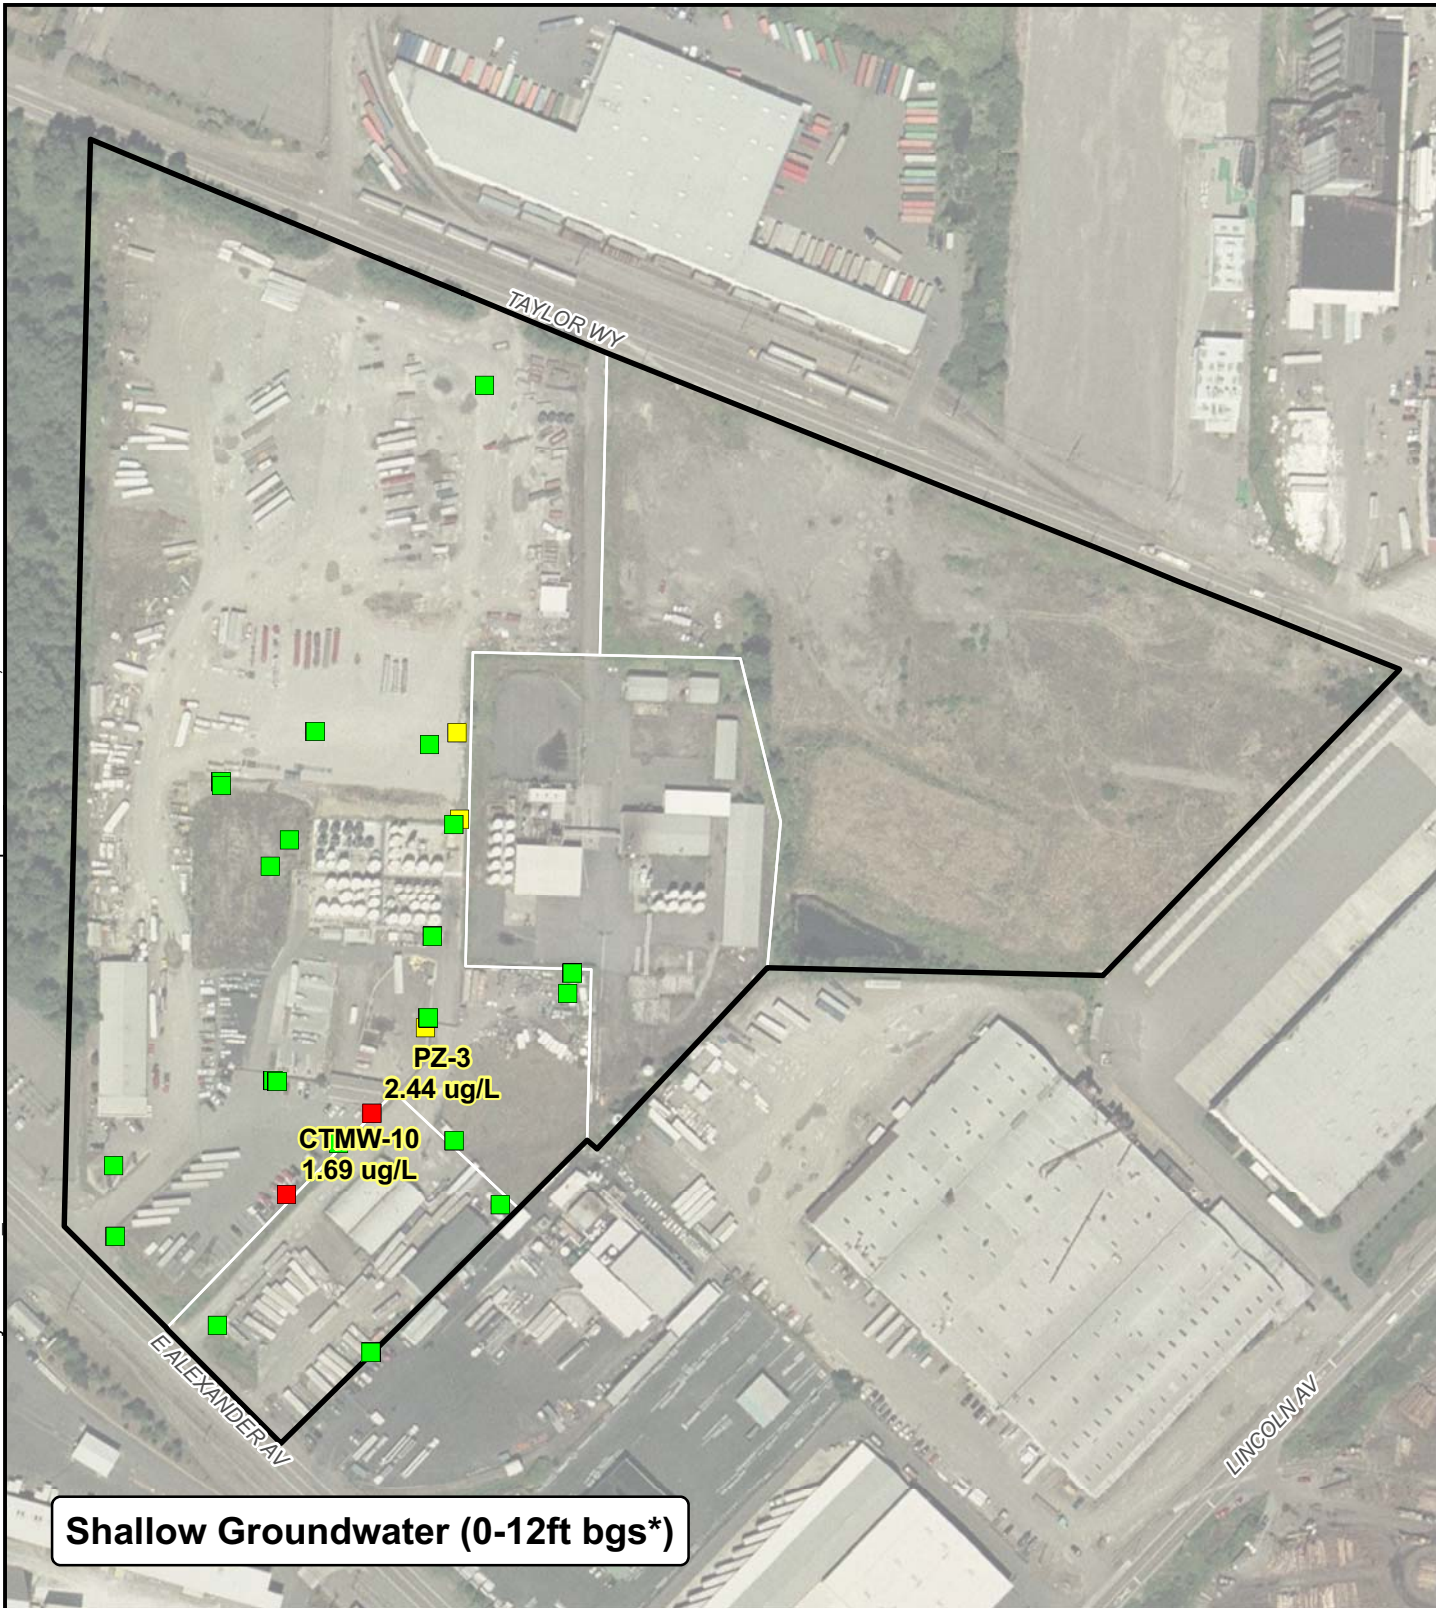 TAYLOR WY
PZ-3
2.44 ug/L
CTMW-10
1.69 ug/L
E ALEXANDER AV
LINCOLN AV
Shallow Groundwater (0-12ft bgs*)